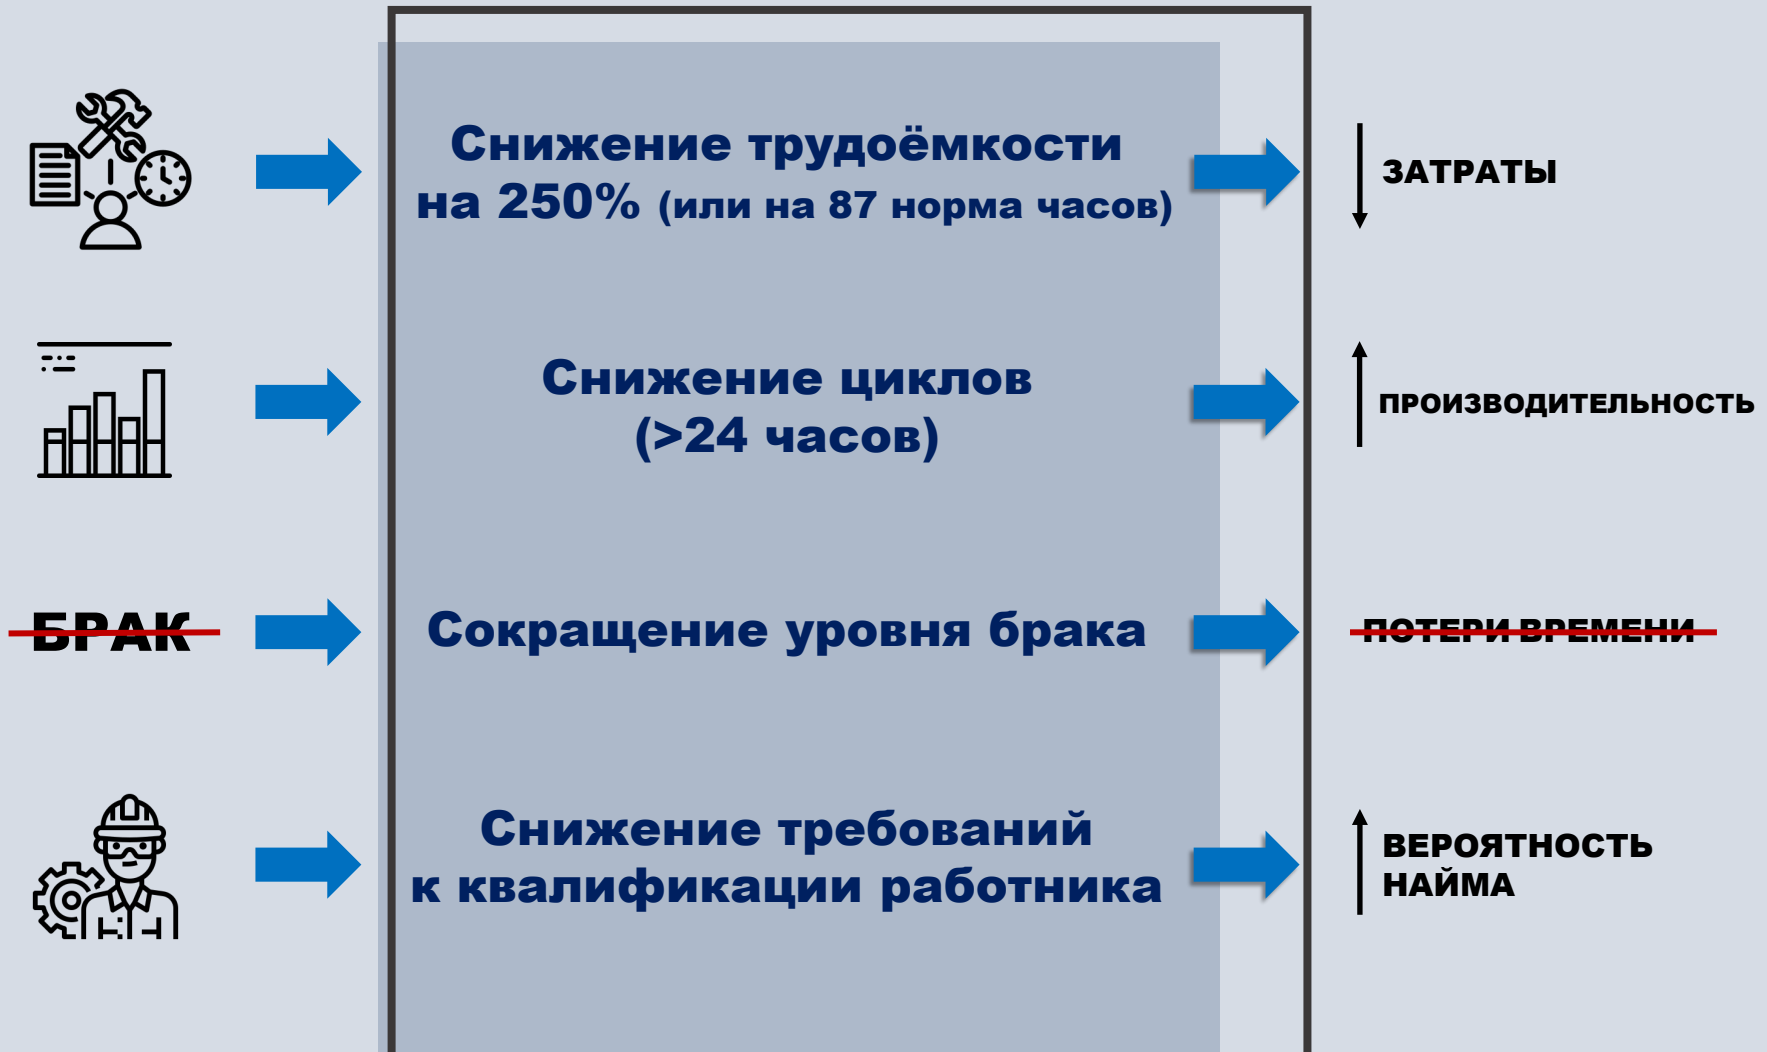 Снижение трудоёмкости
на 250% (или на 87 норма часов)
ЗАТРАТЫ
Снижение циклов
(>24 часов)
ПРОИЗВОДИТЕЛЬНОСТЬ
БРАК
Сокращение уровня брака
ПОТЕРИ ВРЕМЕНИ
Снижение требований
к квалификации работника
ВЕРОЯТНОСТЬ
НАЙМА